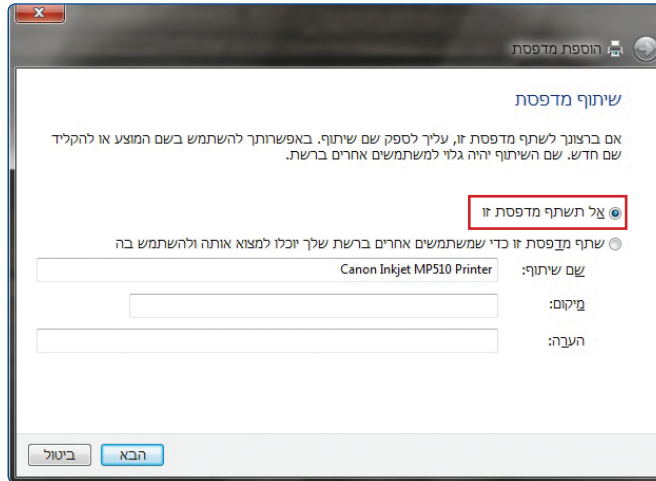 הוספת מדפסת
שיתוף מדפסת
אם ברצונך לשתף מדפסת זו, עליך לספק שם שיתוף. באפשרותך להשתמש בשם המוצע או להקליד
שם חדש. שם השיתוף יהיה גלוי למשתמשים אחרים ברשת.
אל תשתף מדפסת זו
שתף מדפסת זו כדי שמשתמשים אחרים ברשת שלך יוכלו למצוא אותה ולהשתמש בה
שם שיתוף: Canon Inkjet MP510 Printer
מיקום:
הערה:
הבא ביטול